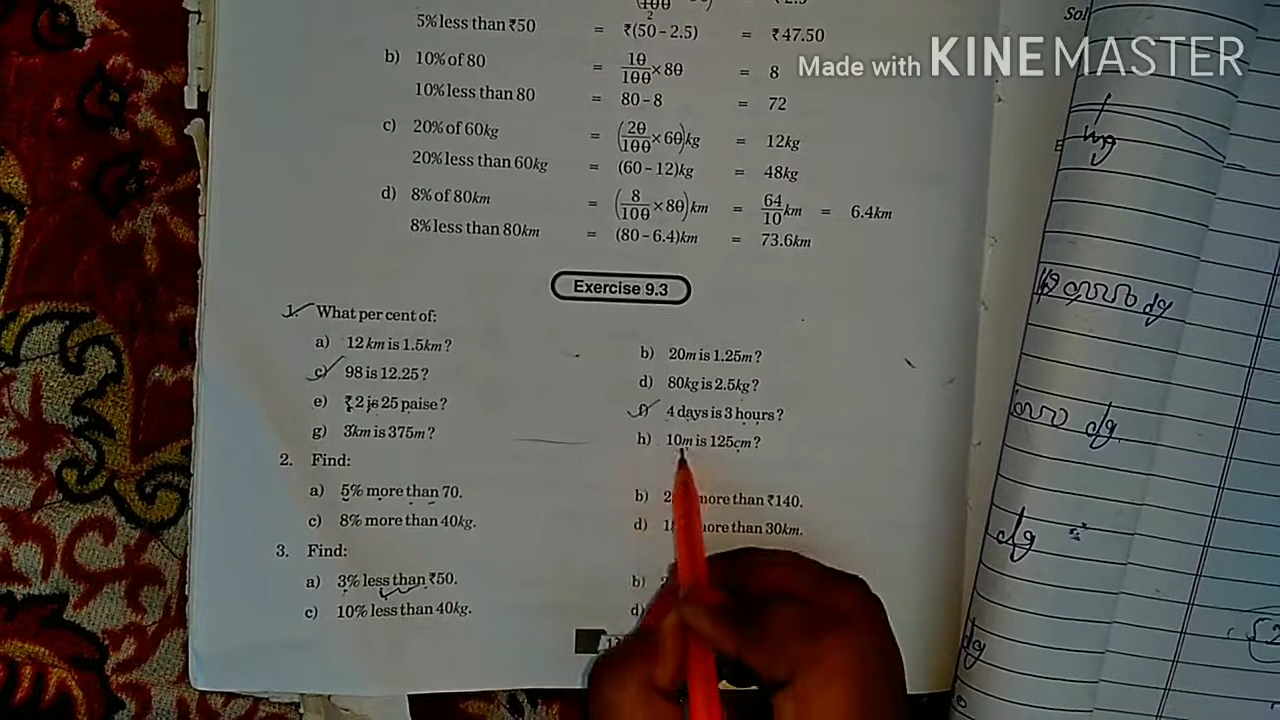 Sol
5% less than ₹50 = ₹(50 – 2.5) = ₹47.50
Made with KINEMASTER
b) 10% of 80 = 10/100 × 80 = 8
10% less than 80 = 80 – 8 = 72
c) 20% of 60kg = (20/100 × 60)kg = 12kg
20% less than 60kg = (60 – 12)kg = 48kg
d) 8% of 80km = (8/100 × 80)km = 64/10 km = 6.4km
8% less than 80km = (80 – 6.4)km = 73.6km
Exercise 9.3
1. What per cent of:
a) 12km is 1.5km?
b) 20m is 1.25m?
c) 98 is 12.25?
d) 80kg is 2.5kg?
e) ₹2 is 25 paise?
f) 4 days is 3 hours?
g) 3km is 375m?
h) 10m is 125cm?
2. Find:
a) 5% more than 70.
b) more than ₹140.
c) 8% more than 40kg.
d) more than 30km.
3. Find:
a) 3% less than ₹50.
b)
c) 10% less than 40kg.
d)
dg
dg
dg
dg